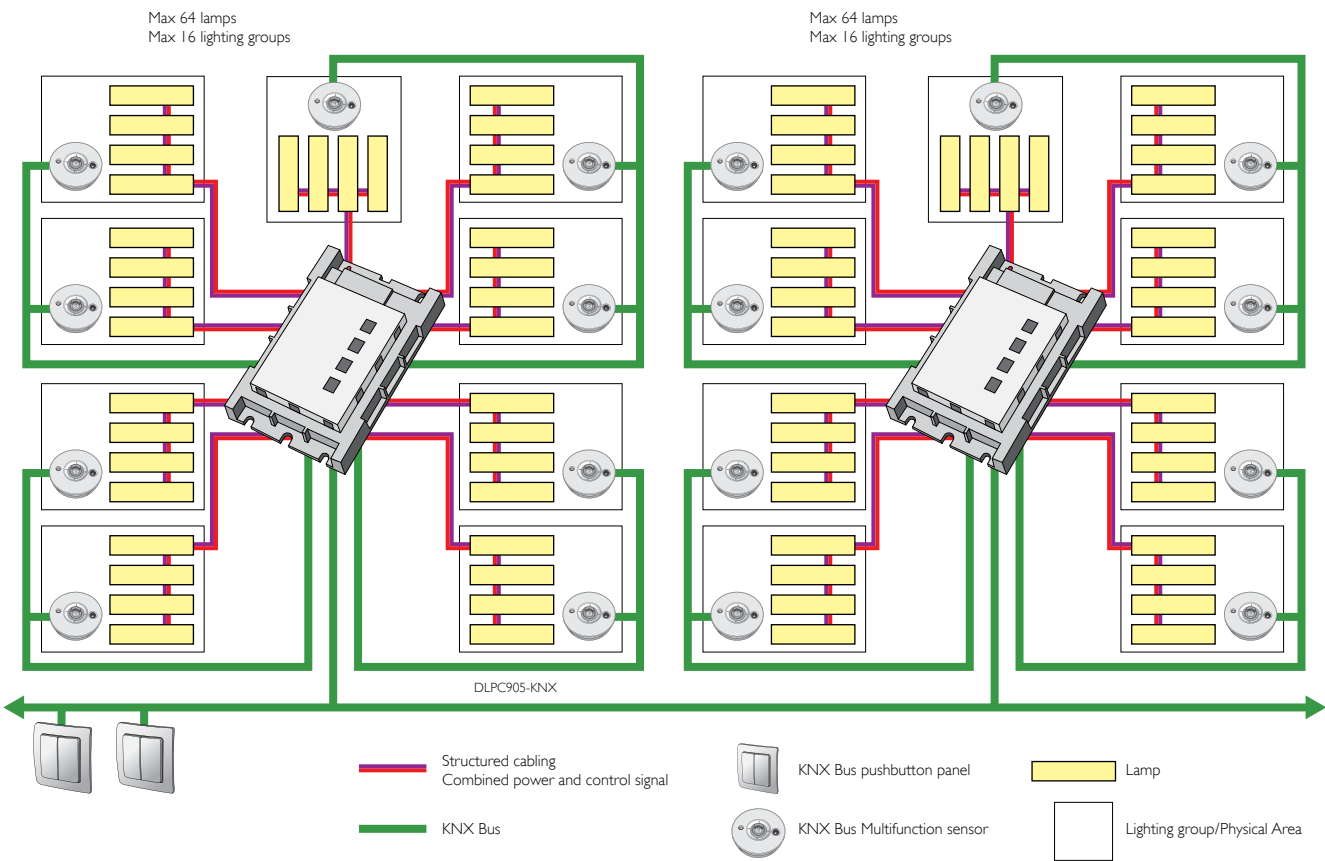 Max 64 lamps
Max 16 lighting groups
Max 64 lamps
Max 16 lighting groups
DLPC905-KNX
Structured cabling
Combined power and control signal
KNX Bus
KNX Bus pushbutton panel
KNX Bus Multifunction sensor
Lamp
Lighting group/Physical Area